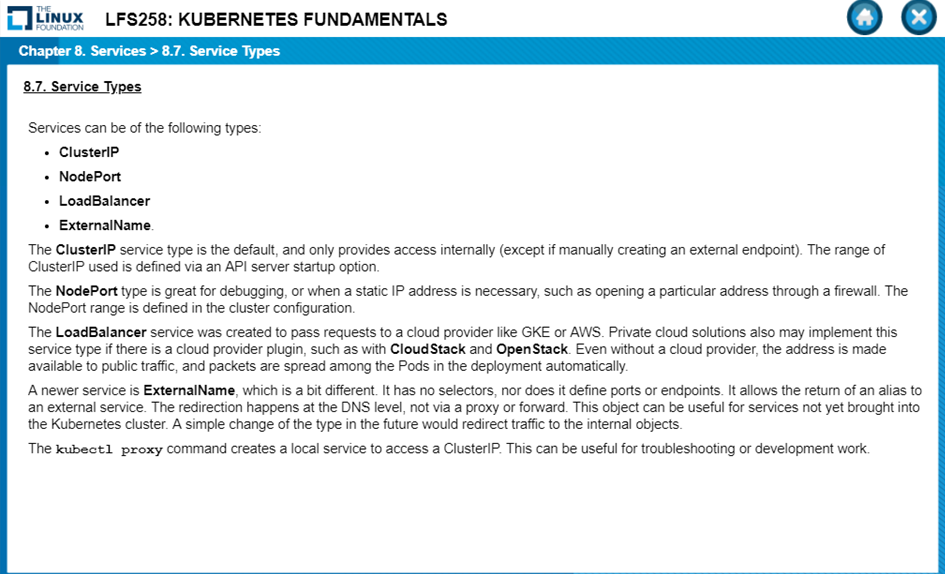 THE
LINUX
FOUNDATION
LFS258: KUBERNETES FUNDAMENTALS
Chapter 8. Services > 8.7. Service Types
8.7. Service Types
Services can be of the following types:
• ClusterIP
• NodePort
• LoadBalancer
• ExternalName.
The ClusterIP service type is the default, and only provides access internally (except if manually creating an external endpoint). The range of
ClusterIP used is defined via an API server startup option.
The NodePort type is great for debugging, or when a static IP address is necessary, such as opening a particular address through a firewall. The
NodePort range is defined in the cluster configuration.
The LoadBalancer service was created to pass requests to a cloud provider like GKE or AWS. Private cloud solutions also may implement this
service type if there is a cloud provider plugin, such as with CloudStack and OpenStack. Even without a cloud provider, the address is made
available to public traffic, and packets are spread among the Pods in the deployment automatically.
A newer service is ExternalName, which is a bit different. It has no selectors, nor does it define ports or endpoints. It allows the return of an alias to
an external service. The redirection happens at the DNS level, not via a proxy or forward. This object can be useful for services not yet brought into
the Kubernetes cluster. A simple change of the type in the future would redirect traffic to the internal objects.
The kubectl proxy command creates a local service to access a ClusterIP. This can be useful for troubleshooting or development work.